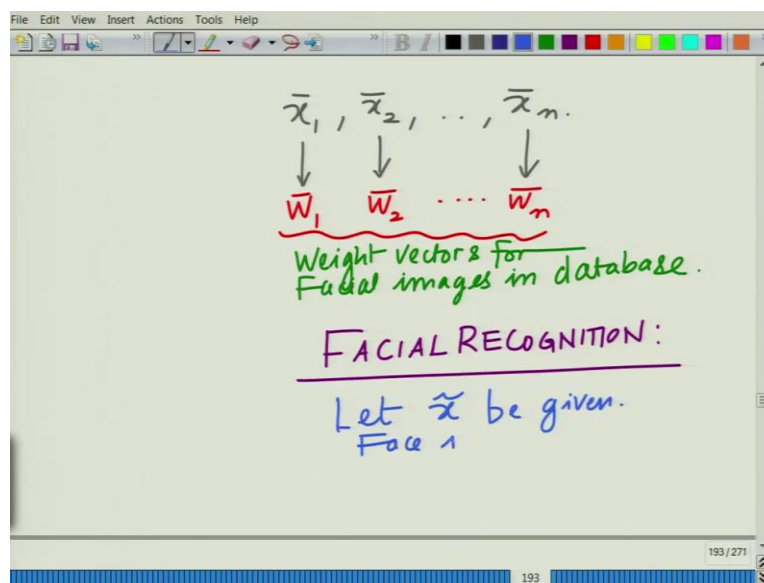 File Edit View Insert Actions Tools Help
B I
x̄₁, x̄₂, .., x̄ₙ.
W̄₁ W̄₂ .... W̄ₙ
Weight vectors for
Facial images in database.
FACIAL RECOGNITION:
Let x̃ be given.
Face
193/271
193